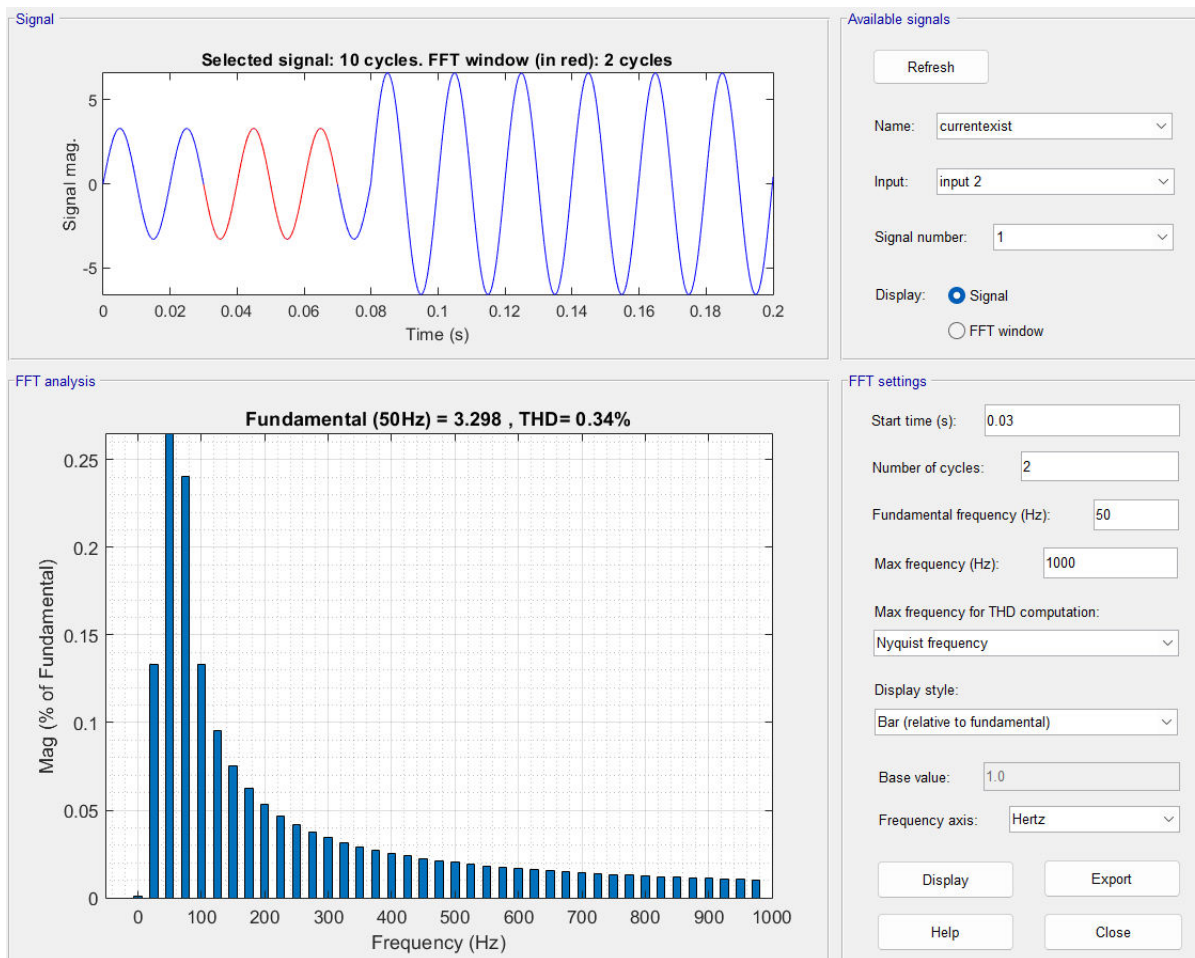 Signal
Selected signal: 10 cycles. FFT window (in red): 2 cycles
5
0
-5
Signal mag.
0 0.02 0.04 0.06 0.08 0.1 0.12 0.14 0.16 0.18 0.2
Time (s)
Available signals
Refresh
Name: currentexist
Input: input 2
Signal number: 1
Display: Signal
FFT window
FFT analysis
Fundamental (50Hz) = 3.298 , THD= 0.34%
0.25
0.2
0.15
0.1
0.05
0
Mag (% of Fundamental)
0 100 200 300 400 500 600 700 800 900 1000
Frequency (Hz)
FFT settings
Start time (s): 0.03
Number of cycles: 2
Fundamental frequency (Hz): 50
Max frequency (Hz): 1000
Max frequency for THD computation:
Nyquist frequency
Display style:
Bar (relative to fundamental)
Base value: 1.0
Frequency axis: Hertz
Display Export
Help Close